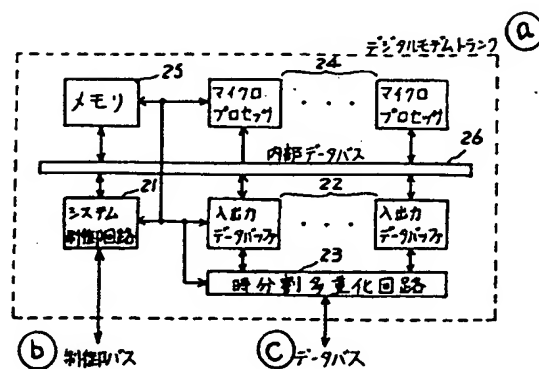 a
デジタルモデムトランク
25
24
メモリ
マイクロ
プロセッサ
・・・
マイクロ
プロセッサ
26
内部データバス
21
22
システム
制御回路
入出力
データバッファ
・・・
入出力
データバッファ
23
時分割多重化回路
b
制御バス
c
データバス